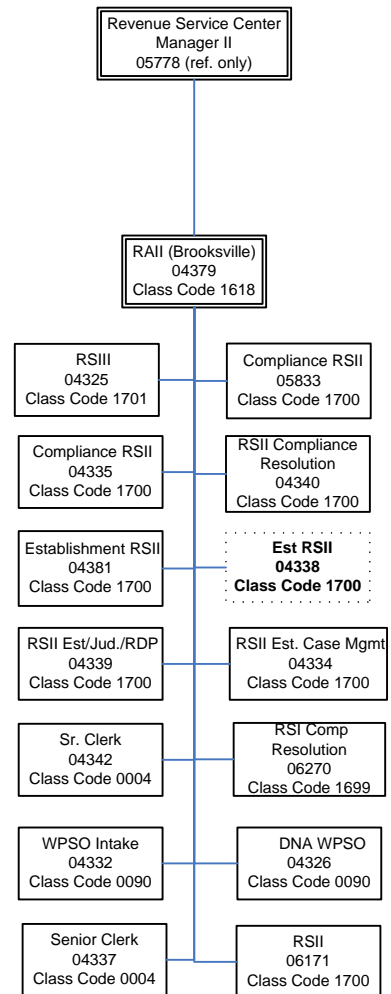 Revenue Service Center
Manager II
05778 (ref. only)
RAII (Brooksville)
04379
Class Code 1618
RSIII
04325
Class Code 1701
Compliance RSII
05833
Class Code 1700
Compliance RSII
04335
Class Code 1700
RSII Compliance
Resolution
04340
Class Code 1700
Establishment RSII
04381
Class Code 1700
Est RSII
04338
Class Code 1700
RSII Est/Jud./RDP
04339
Class Code 1700
RSII Est. Case Mgmt
04334
Class Code 1700
Sr. Clerk
04342
Class Code 0004
RSI Comp
Resolution
06270
Class Code 1699
WPSO Intake
04332
Class Code 0090
DNA WPSO
04326
Class Code 0090
Senior Clerk
04337
Class Code 0004
RSII
06171
Class Code 1700